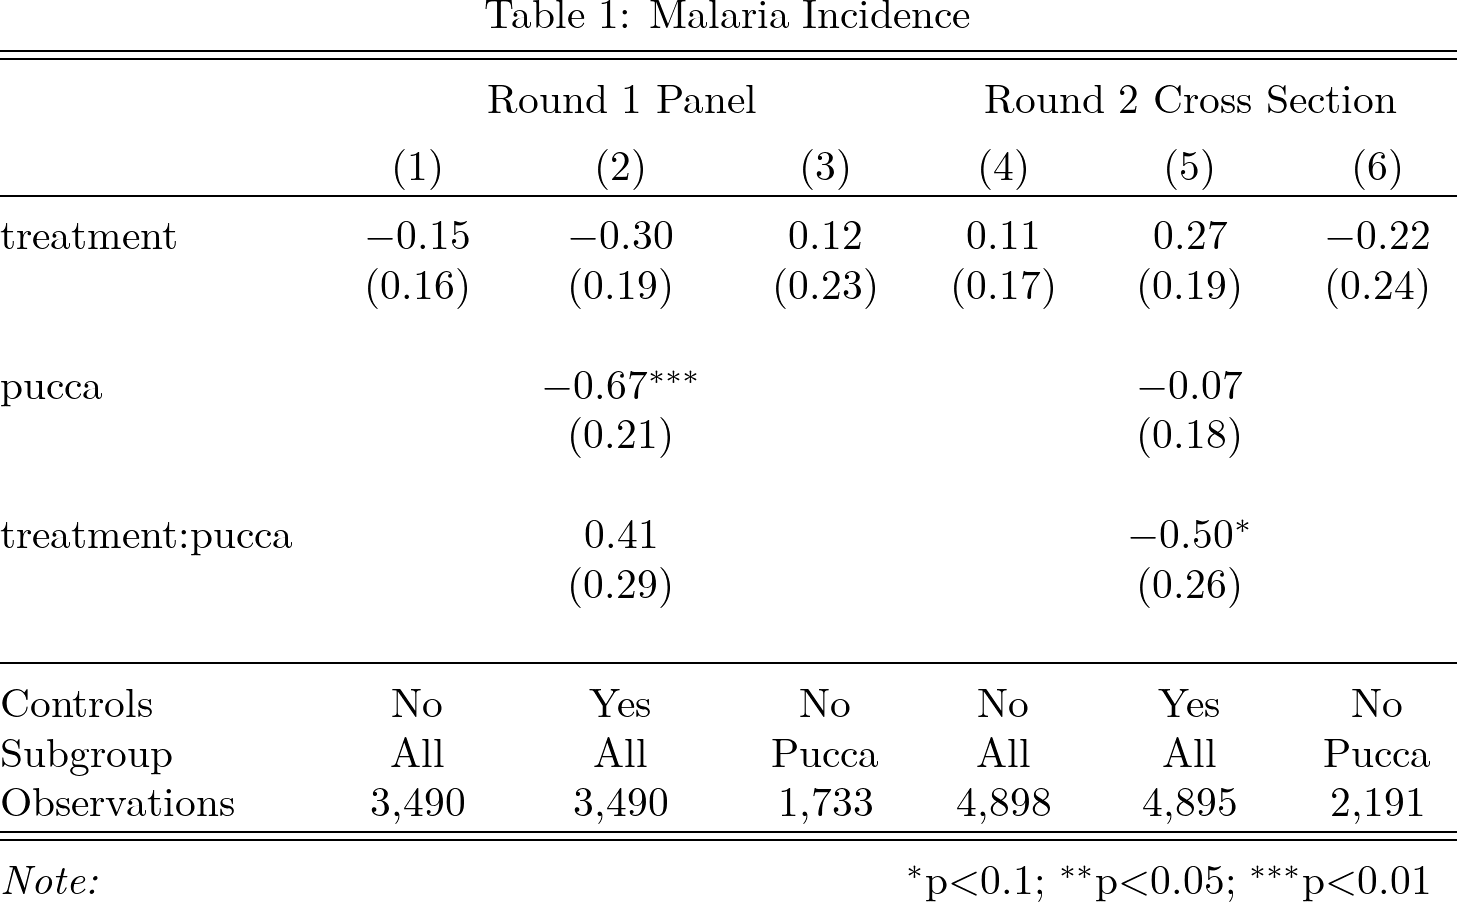 Table 1: Malaria Incidence
Round 1 Panel Round 2 Cross Section
(1) (2) (3) (4) (5) (6)
treatment −0.15 −0.30 0.12 0.11 0.27 −0.22
(0.16) (0.19) (0.23) (0.17) (0.19) (0.24)
pucca −0.67*** −0.07
(0.21) (0.18)
treatment:pucca 0.41 −0.50*
(0.29) (0.26)
Controls No Yes No No Yes No
Subgroup All All Pucca All All Pucca
Observations 3,490 3,490 1,733 4,898 4,895 2,191
Note: *p<0.1; **p<0.05; ***p<0.01